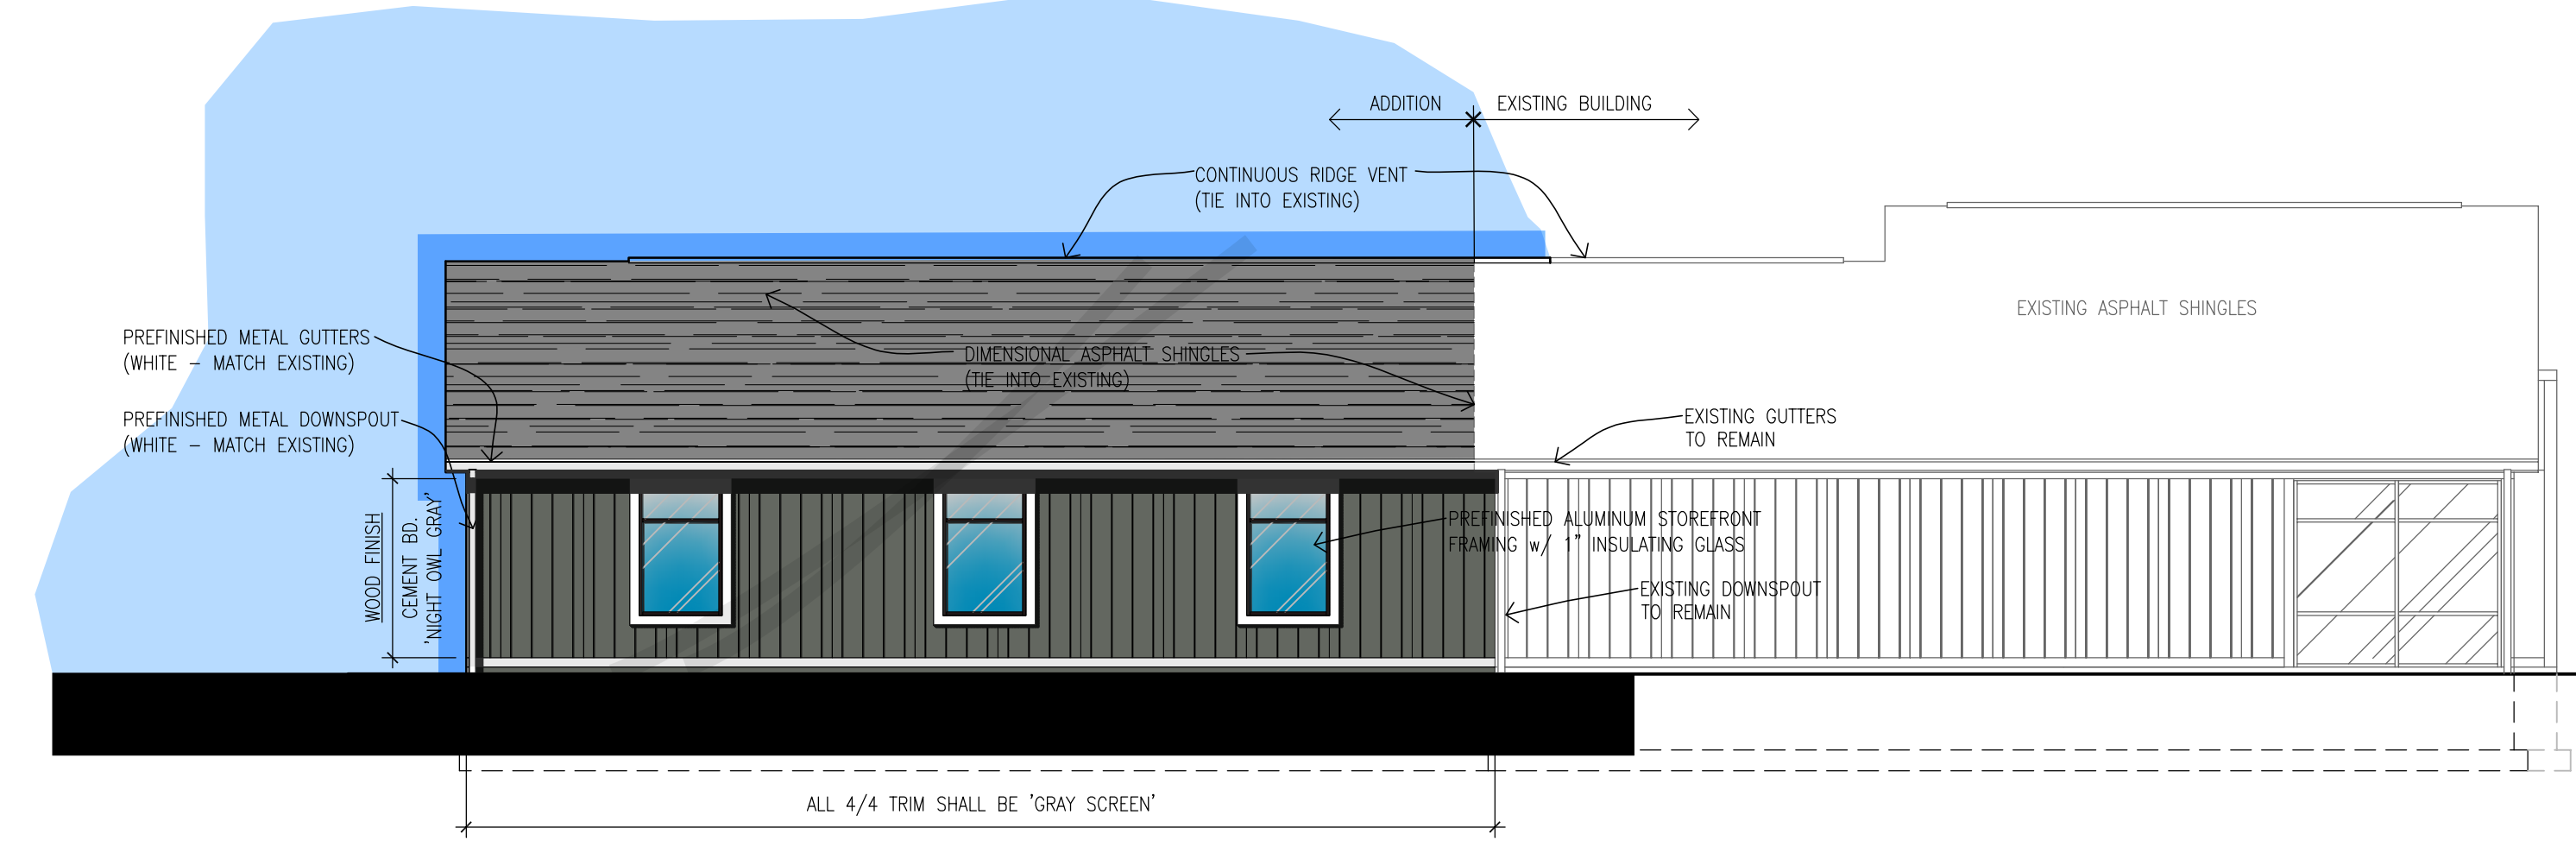 ADDITION
EXISTING BUILDING
CONTINUOUS RIDGE VENT
(TIE INTO EXISTING)
EXISTING ASPHALT SHINGLES
PREFINISHED METAL GUTTERS
(WHITE – MATCH EXISTING)
DIMENSIONAL ASPHALT SHINGLES
(TIE INTO EXISTING)
PREFINISHED METAL DOWNSPOUT
(WHITE – MATCH EXISTING)
EXISTING GUTTERS
TO REMAIN
WOOD FINISH
CEMENT BD.
'NIGHT OWL GRAY'
PREFINISHED ALUMINUM STOREFRONT
FRAMING w/ 1" INSULATING GLASS
EXISTING DOWNSPOUT
TO REMAIN
ALL 4/4 TRIM SHALL BE 'GRAY SCREEN'